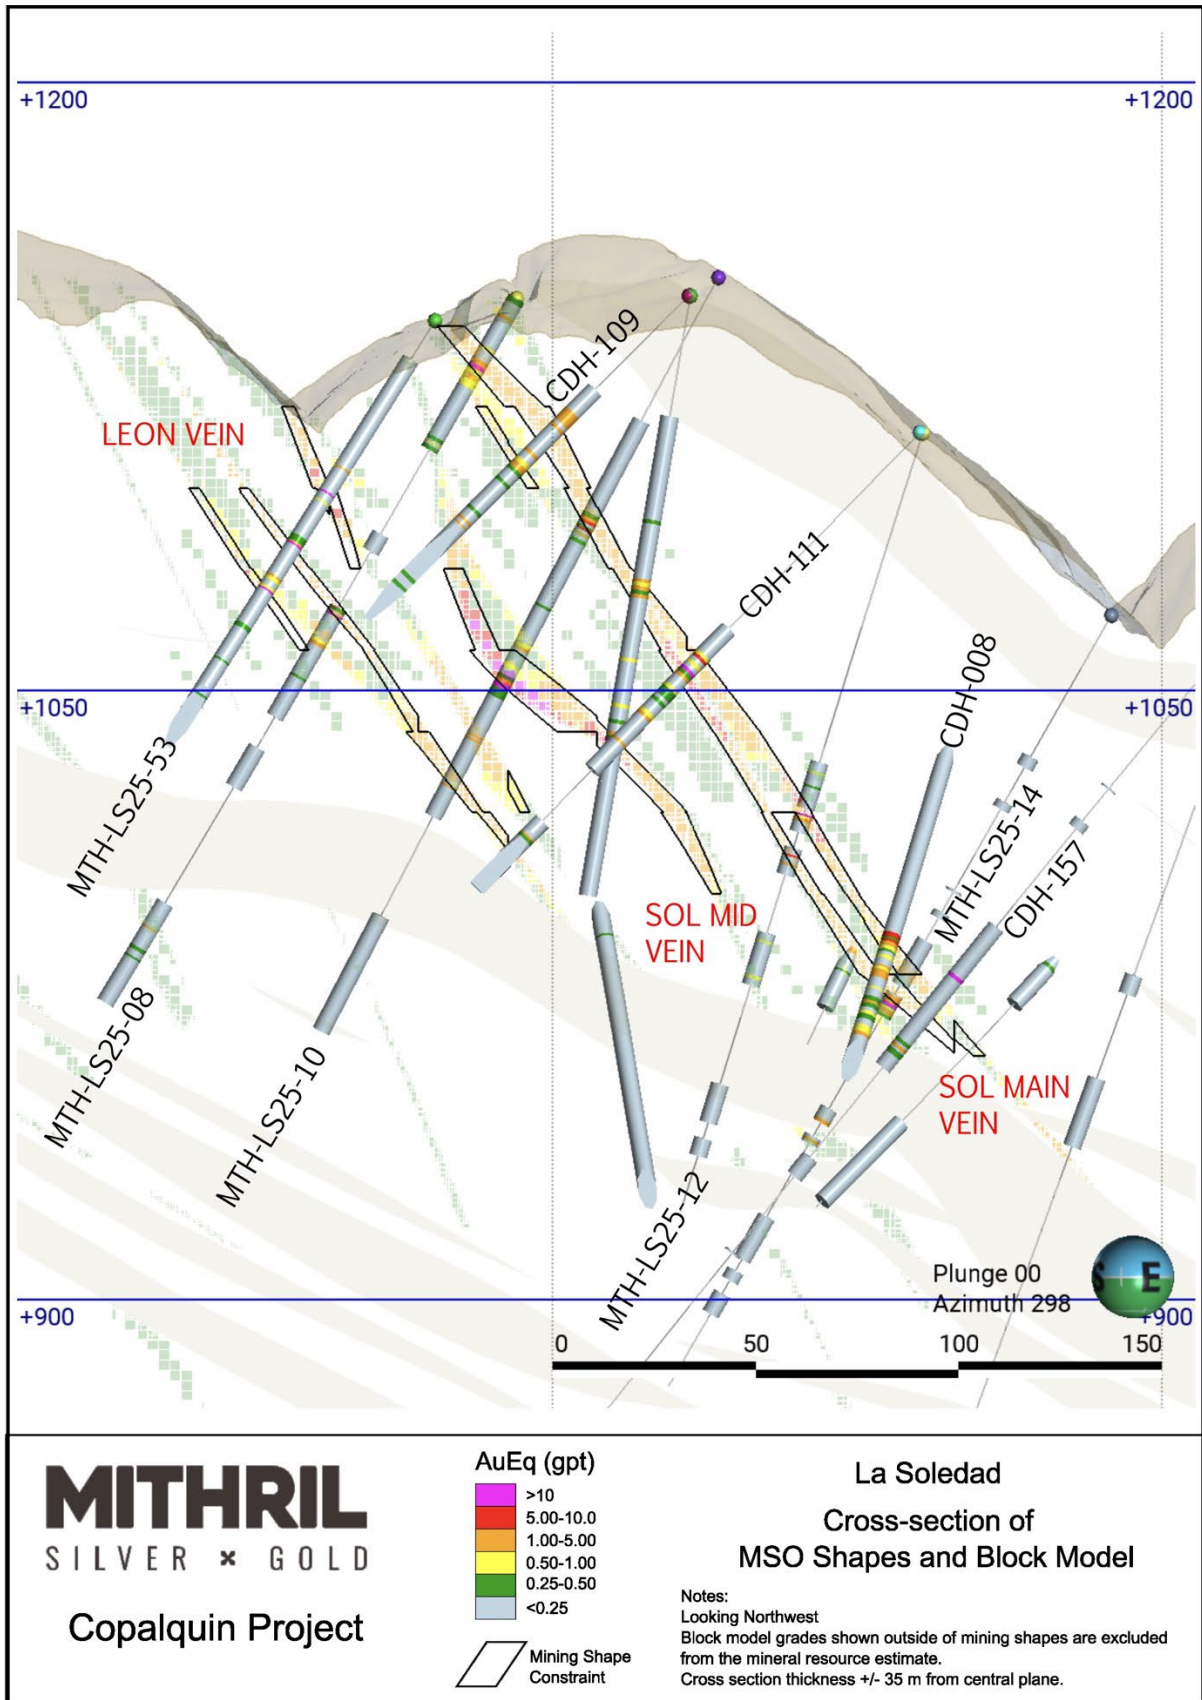 +1200
+1200
CDH-109
LEON VEIN
CDH-111
CDH-008
+1050
+1050
MTH-LS25-53
MTH-LS25-14
CDH-157
SOL MID
VEIN
MTH-LS25-08
MTH-LS25-10
SOL MAIN
VEIN
MTH-LS25-12
Plunge 00
Azimuth 298
S E
+900
+900
0 50 100 150
MITHRIL
SILVER × GOLD
Copalquin Project
AuEq (gpt)
>10
5.00-10.0
1.00-5.00
0.50-1.00
0.25-0.50
<0.25
Mining Shape
Constraint
La Soledad
Cross-section of
MSO Shapes and Block Model
Notes:
Looking Northwest
Block model grades shown outside of mining shapes are excluded
from the mineral resource estimate.
Cross section thickness +/- 35 m from central plane.